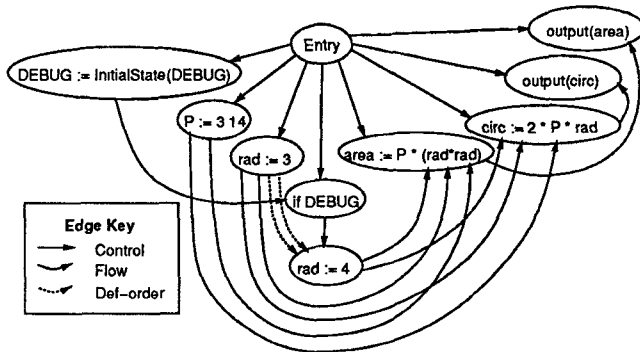 Entry
output(area)
DEBUG := InitialState(DEBUG)
output(circ)
P := 3 14
circ := 2 * P * rad
rad := 3
area := P * (rad*rad)
if DEBUG
rad := 4
Edge Key
Control
Flow
Def-order